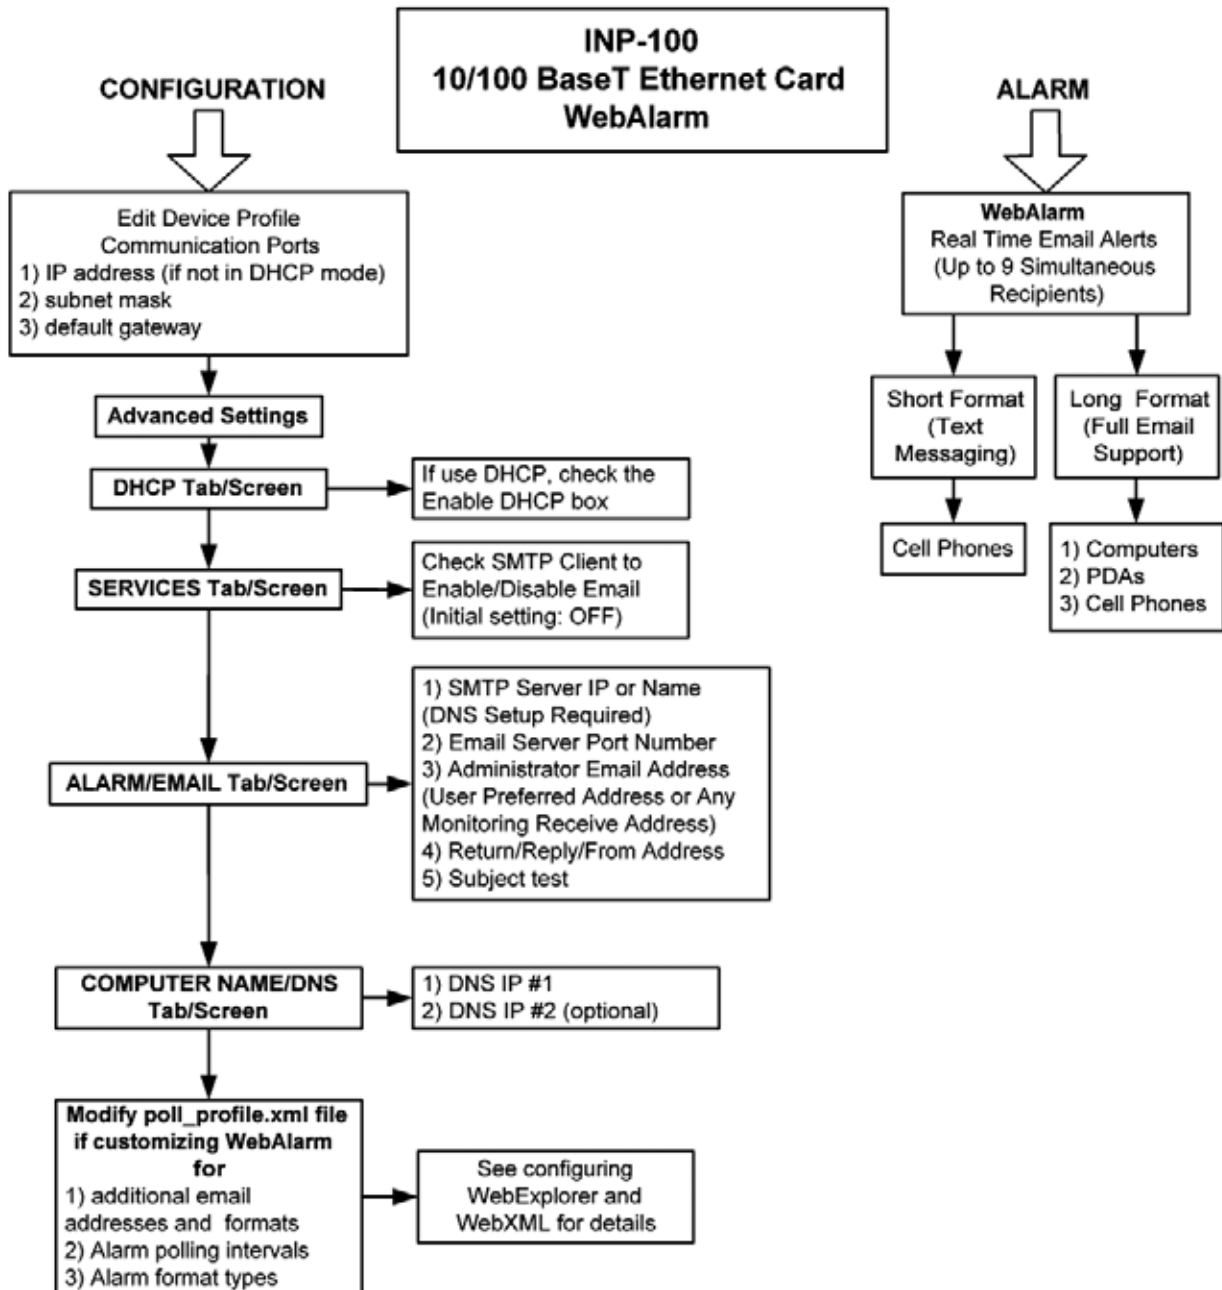 INP-100
10/100 BaseT Ethernet Card
WebAlarm
CONFIGURATION
Edit Device Profile
Communication Ports
1) IP address (if not in DHCP mode)
2) subnet mask
3) default gateway
Advanced Settings
DHCP Tab/Screen
If use DHCP, check the
Enable DHCP box
SERVICES Tab/Screen
Check SMTP Client to
Enable/Disable Email
(Initial setting: OFF)
ALARM/EMAIL Tab/Screen
1) SMTP Server IP or Name
(DNS Setup Required)
2) Email Server Port Number
3) Administrator Email Address
(User Preferred Address or Any
Monitoring Receive Address)
4) Return/Reply/From Address
5) Subject test
COMPUTER NAME/DNS
Tab/Screen
1) DNS IP #1
2) DNS IP #2 (optional)
Modify poll_profile.xml file
if customizing WebAlarm
for
1) additional email
addresses and formats
2) Alarm polling intervals
3) Alarm format types
See configuring
WebExplorer and
WebXML for details
ALARM
WebAlarm
Real Time Email Alerts
(Up to 9 Simultaneous
Recipients)
Short Format
(Text
Messaging)
Cell Phones
Long Format
(Full Email
Support)
1) Computers
2) PDAs
3) Cell Phones